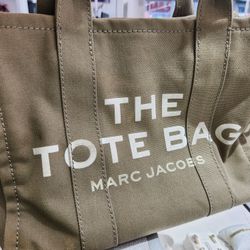 THE
TOTE BAG
MARC JACOBS